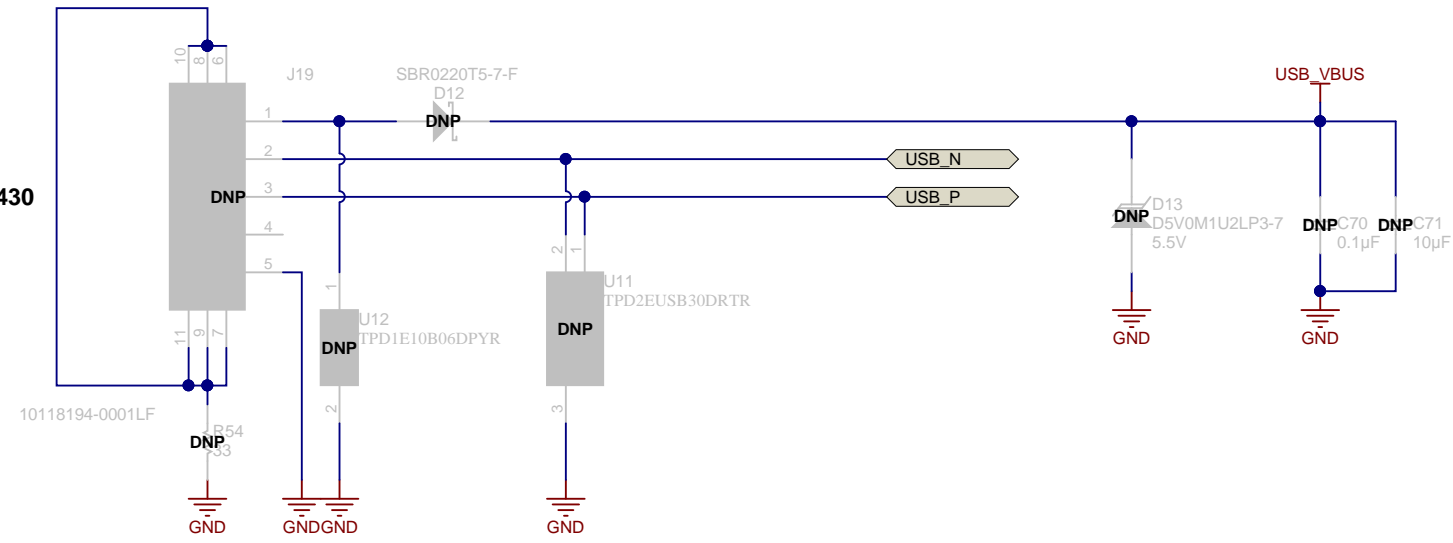 10
8
6
J19
SBR0220T5-7-F
D12
DNP
USB_VBUS
1
2
USB_N
430
DNP
3
USB_P
4
5
D13
DNP
D5V0M1U2LP3-7
5.5V
DNP
C70
0.1µF
DNP
C71
10µF
2
1
U11
TPD2EUSB30DRTR
DNP
1
U12
TPD1E10B06DPYR
DNP
11
9
7
GND
GND
2
3
10118194-0001LF
R54
DNP
33
GND
GND
GND
GND